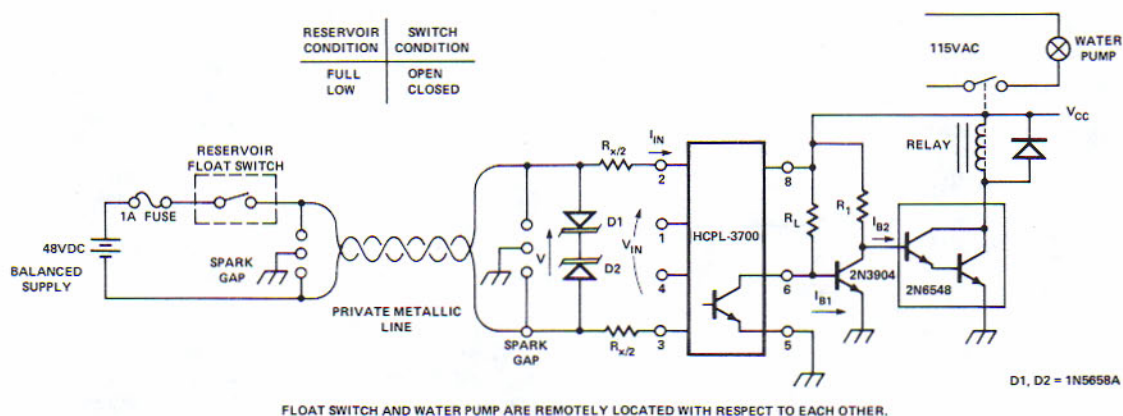 RESERVOIR CONDITION SWITCH CONDITION
FULL OPEN
LOW CLOSED
115VAC
WATER PUMP
VCC
RELAY
RESERVOIR FLOAT SWITCH
1A FUSE
48VDC
BALANCED SUPPLY
SPARK GAP
PRIVATE METALLIC LINE
SPARK GAP
V
D1
D2
Rx/2
IIN
2
1
VIN
4
Rx/2
3
HCPL-3700
8
6
5
RL
R1
IB2
IB1
2N3904
2N6548
D1, D2 = 1N5658A
FLOAT SWITCH AND WATER PUMP ARE REMOTELY LOCATED WITH RESPECT TO EACH OTHER.